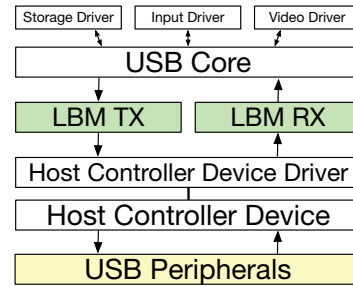 Storage Driver Input Driver Video Driver
USB Core
LBM TX LBM RX
Host Controller Device Driver
Host Controller Device
USB Peripherals